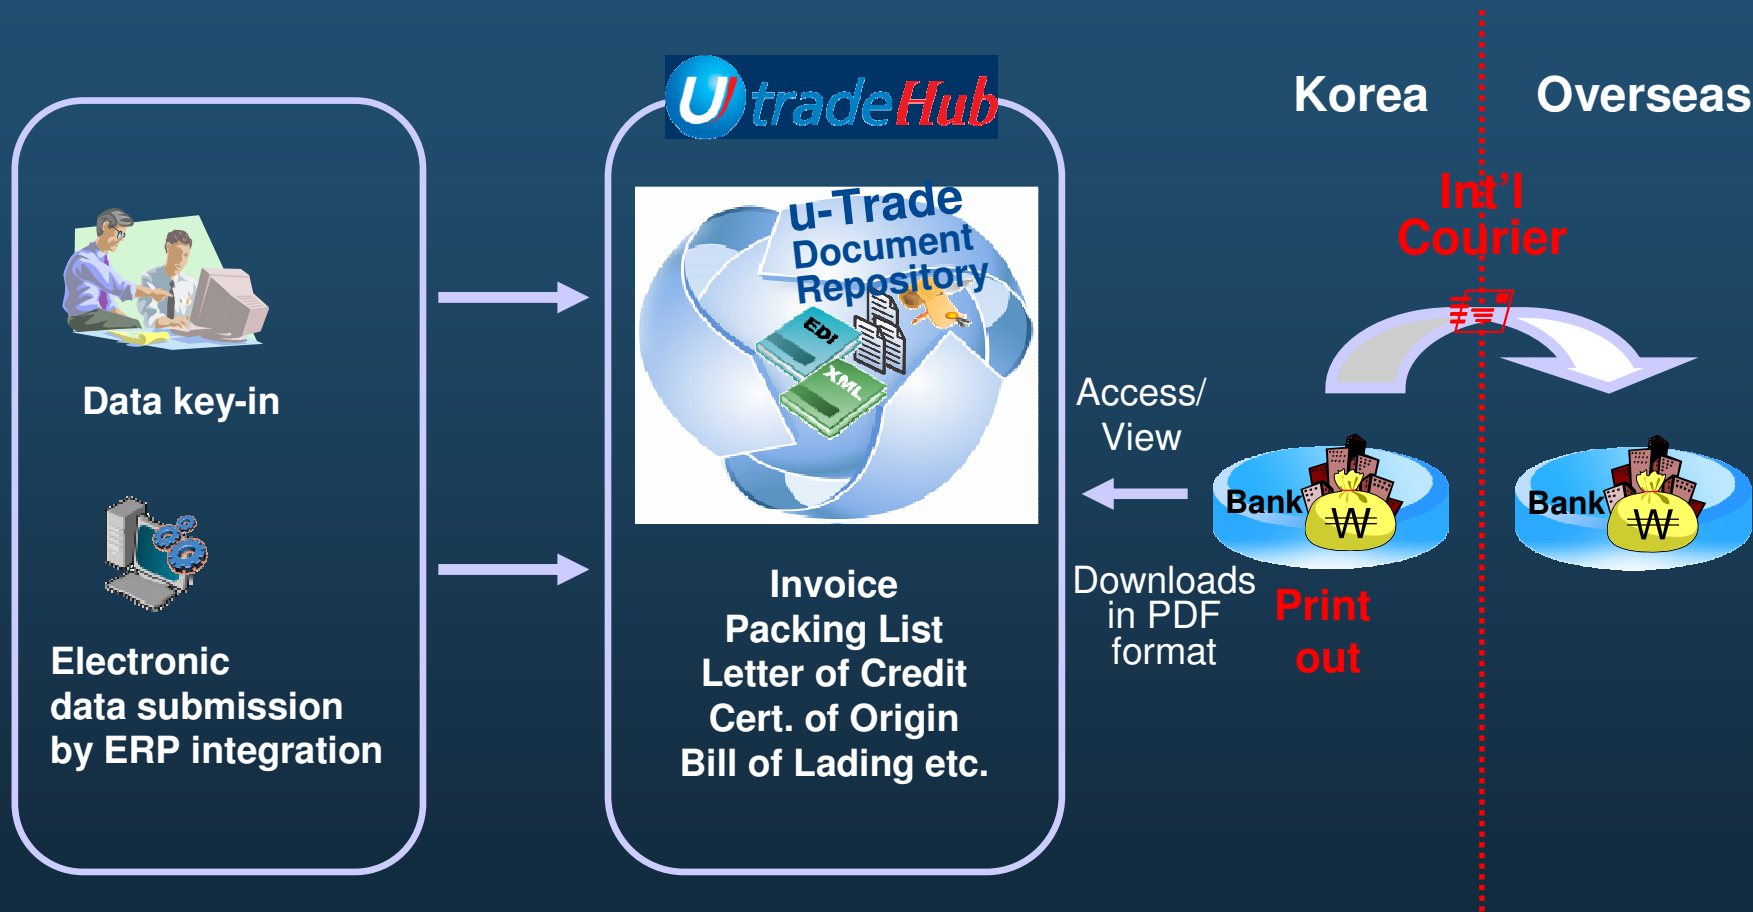 Data key-in
Electronic
data submission
by ERP integration
UtradeHub
u-Trade
Document
Repository
EDI
XML
Invoice
Packing List
Letter of Credit
Cert. of Origin
Bill of Lading etc.
Access/
View
Downloads
in PDF
format
Korea
Overseas
Int'l
Courier
Bank
₩
Print
out
Bank
₩